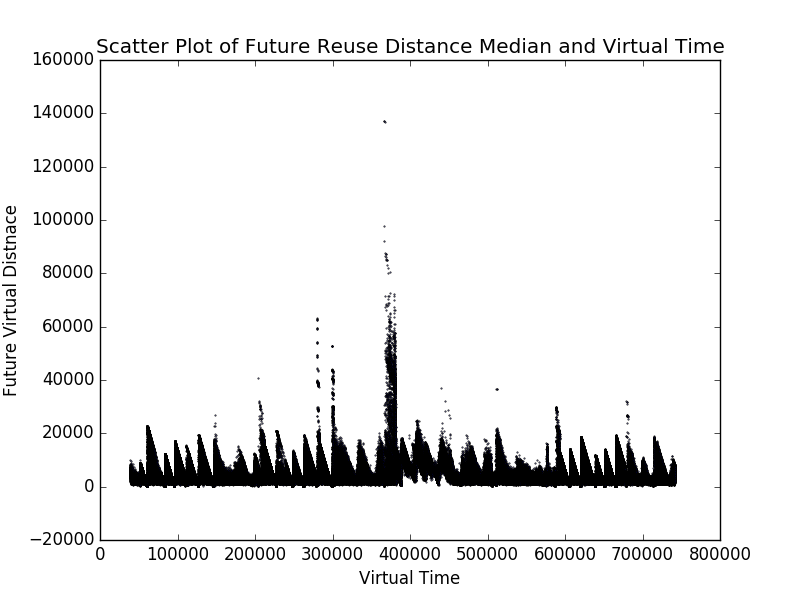 Scatter Plot of Future Reuse Distance Median and Virtual Time
160000
140000
120000
100000
80000
60000
40000
20000
0
−20000
Future Virtual Distnace
0 100000 200000 300000 400000 500000 600000 700000 800000
Virtual Time